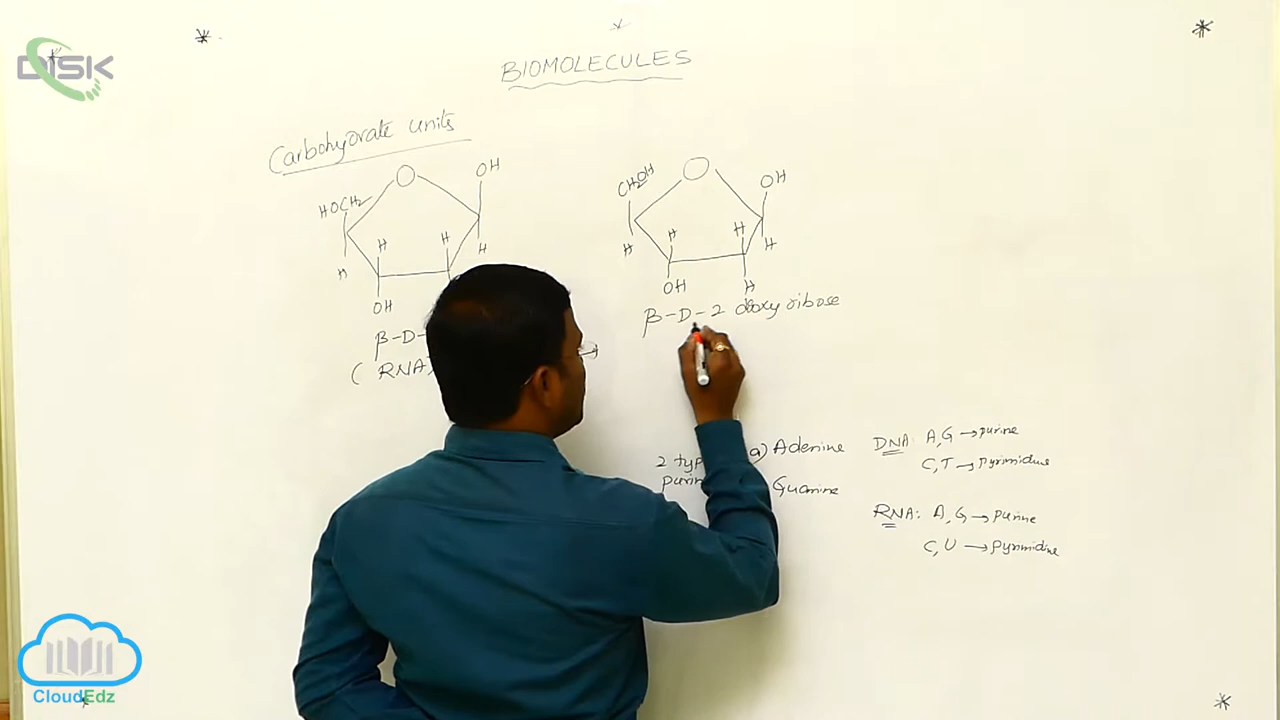 DISK
BIOMOLECULES
Carbohyorate units
O
OH
HOCH2
H
H
H
H
OH
β-D-
(RNA)
O
OH
CH2OH
H
H
H
H
OH
H
β-D-2 deoxy ribose
2 typ a) Adenine
purin Guanine
DNA: A,G → purine
C,T → pyrimidine
RNA: A,G → purine
C,U → pyrimidine
CloudEdz